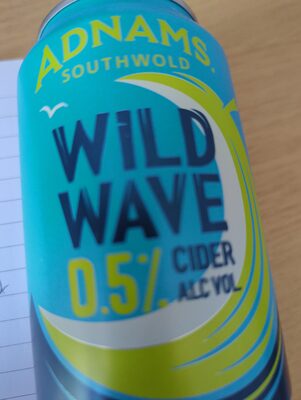 ADNAMS.
SOUTHWOLD
WiLD
WAVE
0.5% CIDER
ALC VOL